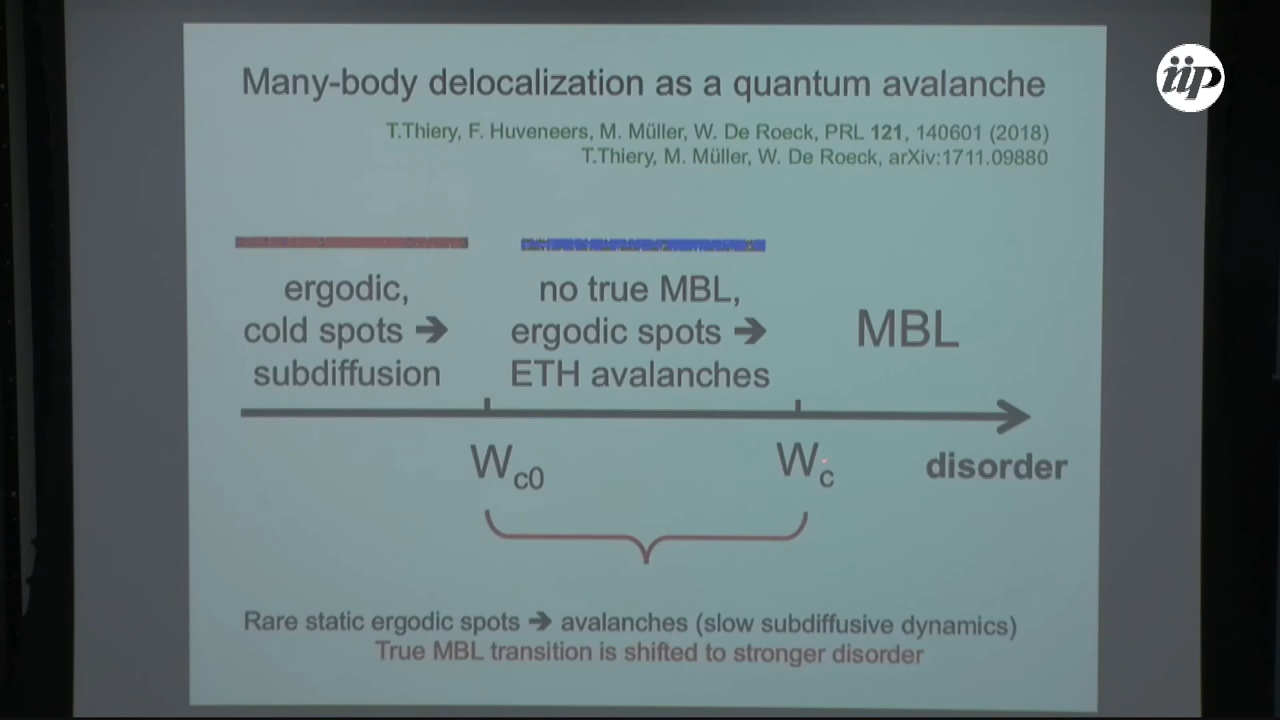 iip
Many-body delocalization as a quantum avalanche
T.Thiery, F. Huveneers, M. Müller, W. De Roeck, PRL 121, 140601 (2018)
T.Thiery, M. Müller, W. De Roeck, arXiv:1711.09880
ergodic,
cold spots ➔
subdiffusion
no true MBL,
ergodic spots ➔
ETH avalanches
MBL
Wc0
Wc
disorder
Rare static ergodic spots ➔ avalanches (slow subdiffusive dynamics)
True MBL transition is shifted to stronger disorder